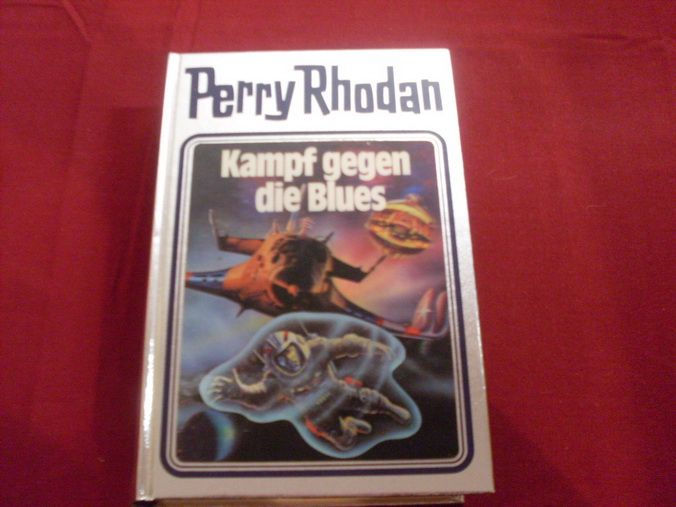 Perry Rhodan
Kampf gegen
die Blues